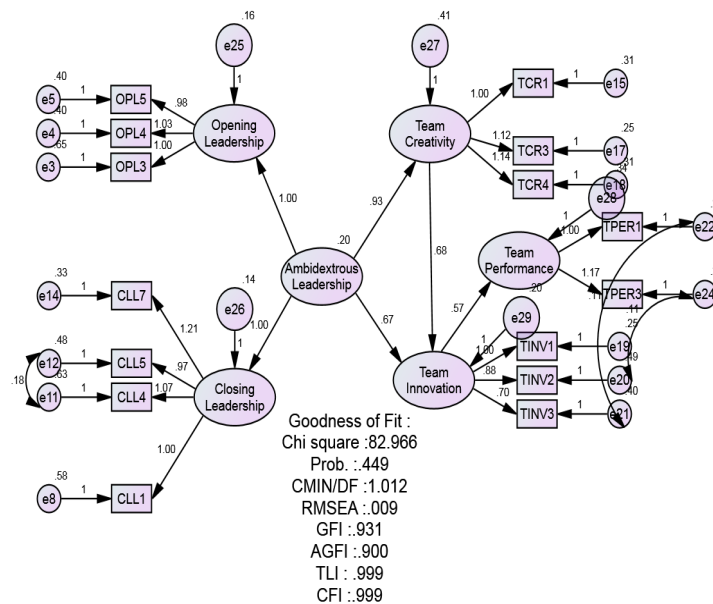 .16
.41
e25
e27
.40
1
1
.31
e5
1
OPL5
.98
1.00
TCR1
1
e15
.40
e4
1
OPL4
1.03
Opening
Leadership
Team
Creativity
.65
e3
1
OPL3
1.00
1.12
TCR3
1
.25
e17
1.14
TCR4
1
.31
e18
.34
e28
1.00
.93
1
1.00
TPER1
1
e22
.20
Ambidextrous
Leadership
.68
Team
Performance
1.17
TPER3
1
e24
.33
e14
1
CLL7
.14
e26
.67
.57
.20
e29
.11
.11
.25
1.21
1.00
1
1
1.00
TINV1
1
e19
.48
e12
1
CLL5
.97
Team
Innovation
.88
TINV2
1
.49
e20
.18
.63
e11
1
CLL4
1.07
Closing
Leadership
.70
TINV3
1
.40
e21
1.00
.58
e8
1
CLL1
Goodness of Fit :
Chi square :82.966
Prob. :.449
CMIN/DF :1.012
RMSEA :.009
GFI :.931
AGFI :.900
TLI : .999
CFI :.999